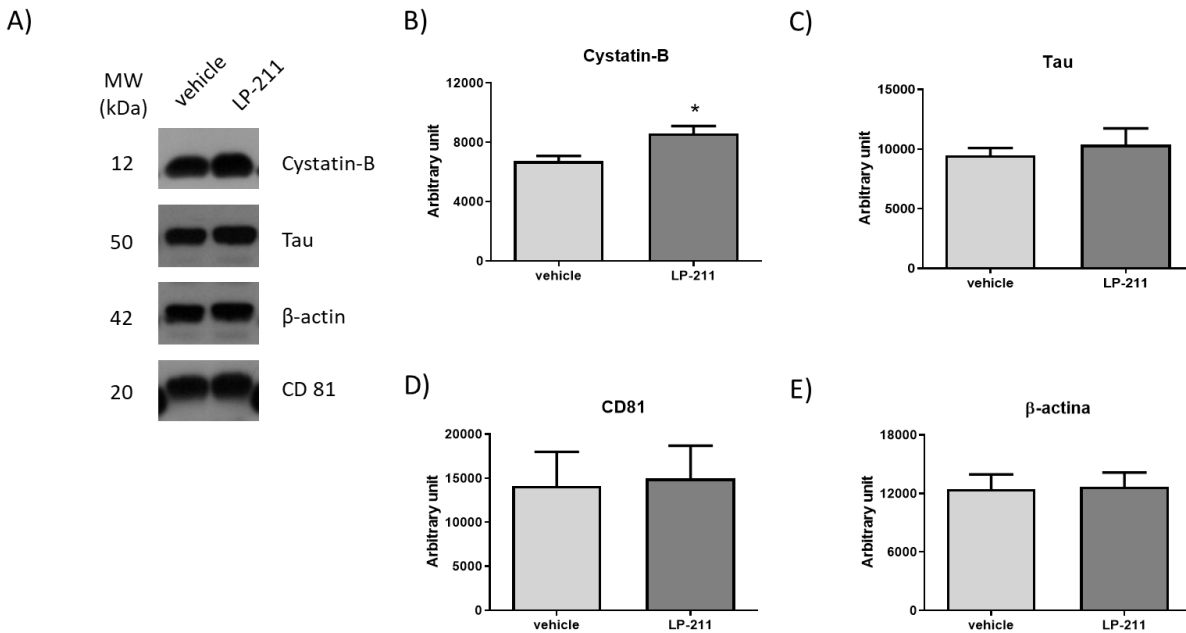 A)
MW
(kDa)
vehicle
LP-211
12
Cystatin-B
50
Tau
42
β-actin
20
CD 81
B)
Cystatin-B
Arbitrary unit
12000
8000
4000
0
*
vehicle
LP-211
C)
Tau
Arbitrary unit
15000
10000
5000
0
vehicle
LP-211
D)
CD81
Arbitrary unit
20000
15000
10000
5000
0
vehicle
LP-211
E)
β-actina
Arbitrary unit
18000
12000
6000
0
vehicle
LP-211